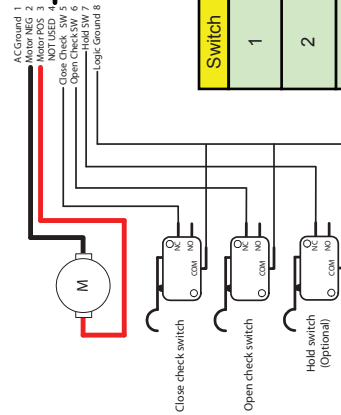 AC Ground 1
Motor NEG 2
Motor POS 3
NOT USED 4
Close Check SW 5
Open Check SW 6
Hold SW 7
Logic Ground 8
Switch
1
2
M
Close check switch
NC
NO
COM
Open check switch
NC
NO
COM
Hold switch
(Optional)
NC
NO
COM